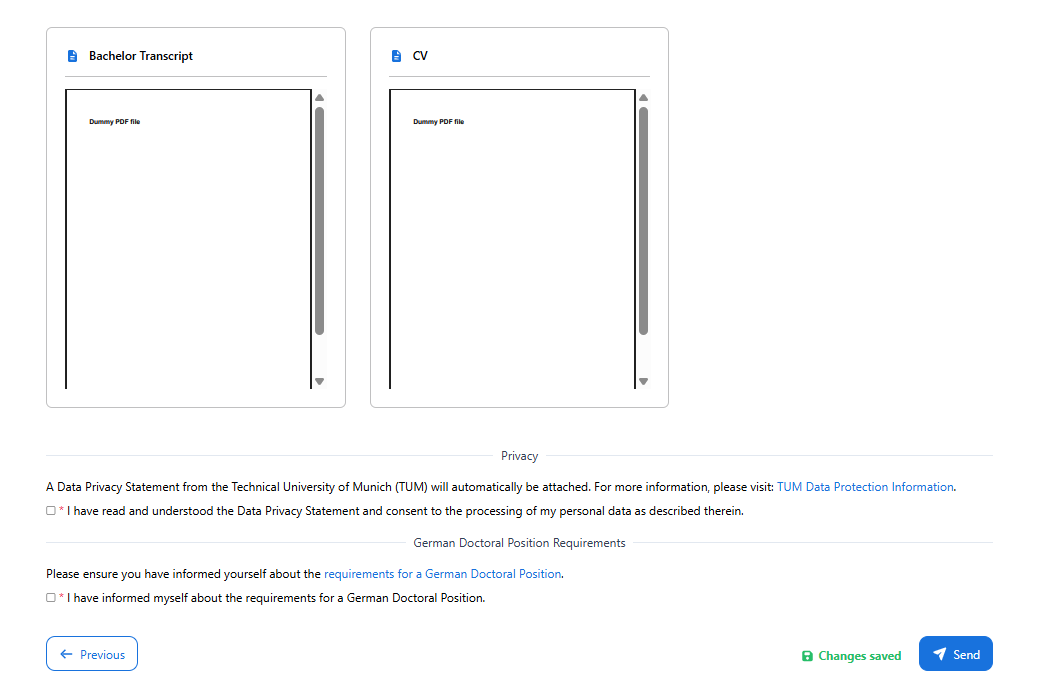 Bachelor Transcript
CV
Dummy PDF file
Dummy PDF file
Privacy
A Data Privacy Statement from the Technical University of Munich (TUM) will automatically be attached. For more information, please visit: TUM Data Protection Information.
* I have read and understood the Data Privacy Statement and consent to the processing of my personal data as described therein.
German Doctoral Position Requirements
Please ensure you have informed yourself about the requirements for a German Doctoral Position.
* I have informed myself about the requirements for a German Doctoral Position.
Previous
Changes saved
Send